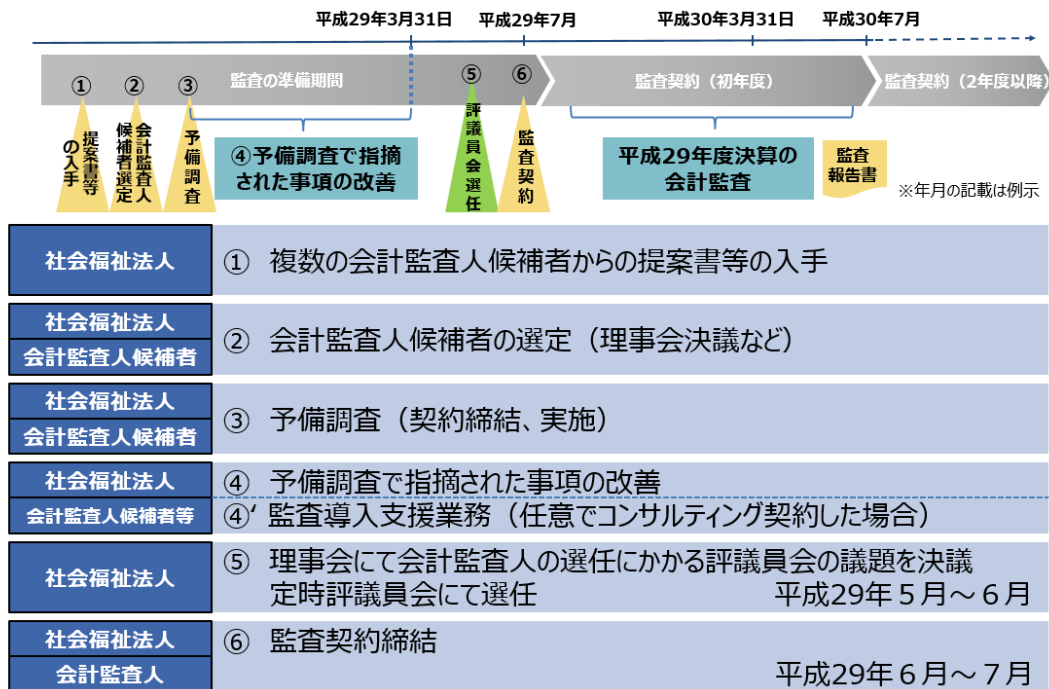 平成29年3月31日 平成29年7月 平成30年3月31日 平成30年7月
監査の準備期間 監査契約（初年度） 監査契約（2年度以降）
① ② ③ ⑤ ⑥
提案書等の入手
会計監査人候補者選定
予備調査
④予備調査で指摘
された事項の改善
評議員会選任
監査契約
平成29年度決算の
会計監査
監査
報告書
※年月の記載は例示
社会福祉法人
① 複数の会計監査人候補者からの提案書等の入手
社会福祉法人
会計監査人候補者
② 会計監査人候補者の選定（理事会決議など）
社会福祉法人
会計監査人候補者
③ 予備調査（契約締結、実施）
社会福祉法人
④ 予備調査で指摘された事項の改善
会計監査人候補者等
④‘ 監査導入支援業務（任意でコンサルティング契約した場合）
社会福祉法人
⑤ 理事会にて会計監査人の選任にかかる評議員会の議題を決議
定時評議員会にて選任 平成29年５月～６月
社会福祉法人
会計監査人
⑥ 監査契約締結
平成29年６月～７月